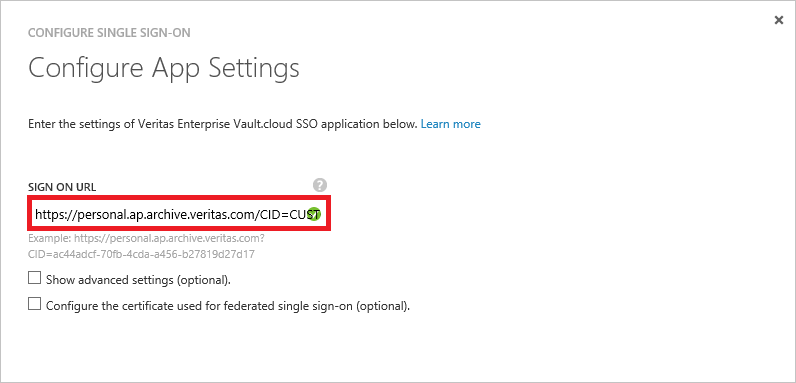 CONFIGURE SINGLE SIGN-ON
Configure App Settings
Enter the settings of Veritas Enterprise Vault.cloud SSO application below. Learn more
SIGN ON URL ?
https://personal.ap.archive.veritas.com/CID=CUST
Example: https://personal.ap.archive.veritas.com?
CID=ac44adcf-70fb-4cda-a456-b27819d27d17
Show advanced settings (optional).
Configure the certificate used for federated single sign-on (optional).